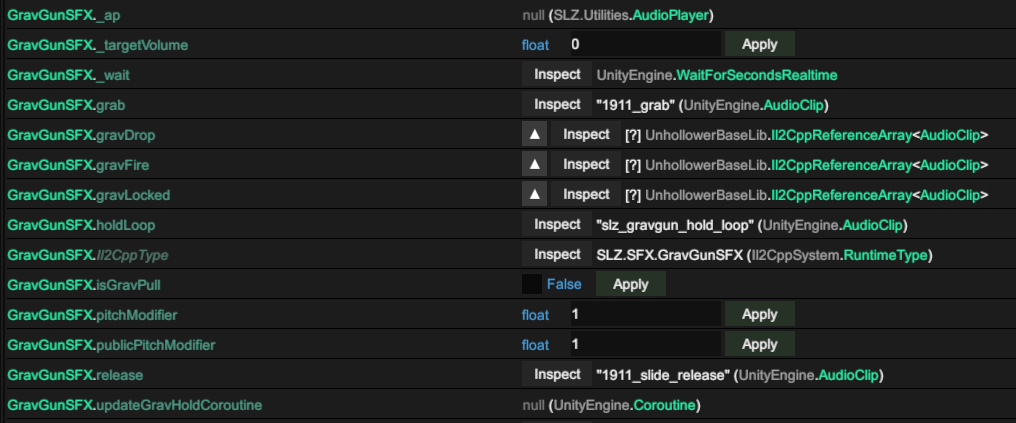 GravGunSFX._ap null (SLZ.Utilities.AudioPlayer)
GravGunSFX._targetVolume float 0 Apply
GravGunSFX._wait Inspect UnityEngine.WaitForSecondsRealtime
GravGunSFX.grab Inspect "1911_grab" (UnityEngine.AudioClip)
GravGunSFX.gravDrop ▲ Inspect [?] UnhollowerBaseLib.Il2CppReferenceArray<AudioClip>
GravGunSFX.gravFire ▲ Inspect [?] UnhollowerBaseLib.Il2CppReferenceArray<AudioClip>
GravGunSFX.gravLocked ▲ Inspect [?] UnhollowerBaseLib.Il2CppReferenceArray<AudioClip>
GravGunSFX.holdLoop Inspect "slz_gravgun_hold_loop" (UnityEngine.AudioClip)
GravGunSFX.Il2CppType Inspect SLZ.SFX.GravGunSFX (Il2CppSystem.RuntimeType)
GravGunSFX.isGravPull False Apply
GravGunSFX.pitchModifier float 1 Apply
GravGunSFX.publicPitchModifier float 1 Apply
GravGunSFX.release Inspect "1911_slide_release" (UnityEngine.AudioClip)
GravGunSFX.updateGravHoldCoroutine null (UnityEngine.Coroutine)